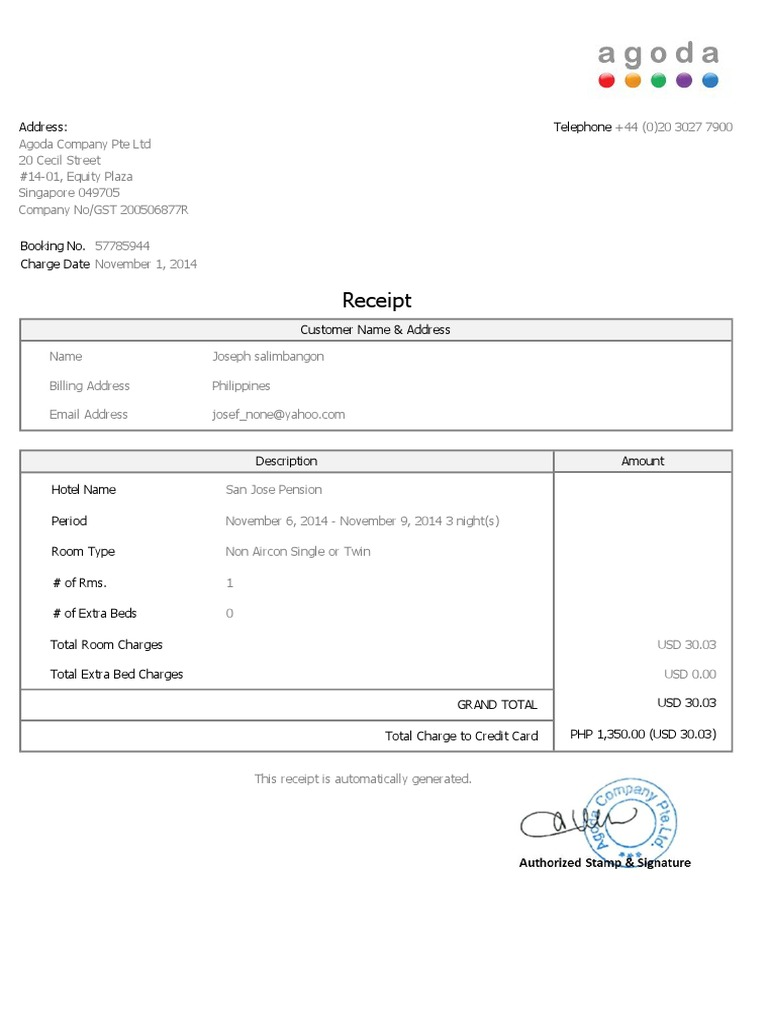 agoda
Address:
Telephone +44 (0)20 3027 7900
Agoda Company Pte Ltd
20 Cecil Street
#14-01, Equity Plaza
Singapore 049705
Company No/GST 200506877R
Booking No. 57785944
Charge Date November 1, 2014
Receipt
Customer Name & Address
Name Joseph salimbangon
Billing Address Philippines
Email Address josef_none@yahoo.com
Description Amount
Hotel Name San Jose Pension
Period November 6, 2014 - November 9, 2014 3 night(s)
Room Type Non Aircon Single or Twin
# of Rms. 1
# of Extra Beds 0
Total Room Charges USD 30.03
Total Extra Bed Charges USD 0.00
GRAND TOTAL USD 30.03
Total Charge to Credit Card PHP 1,350.00 (USD 30.03)
This receipt is automatically generated.
Agoda Company Pte.Ltd.
Authorized Stamp & Signature